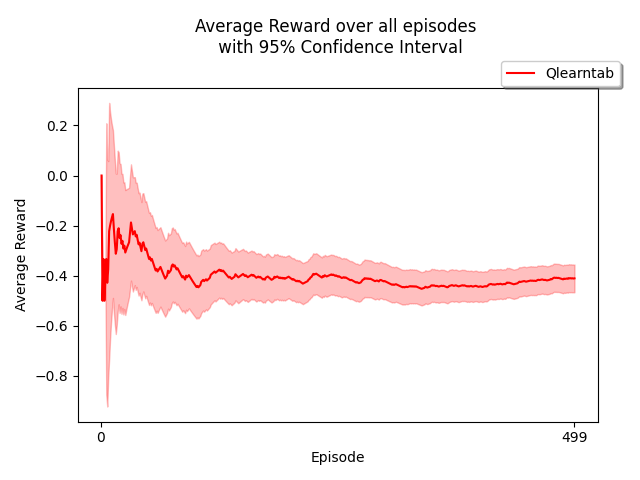 Average Reward over all episodes
with 95% Confidence Interval
Qlearntab
0.2
0.0
−0.2
−0.4
−0.6
−0.8
Average Reward
0
499
Episode